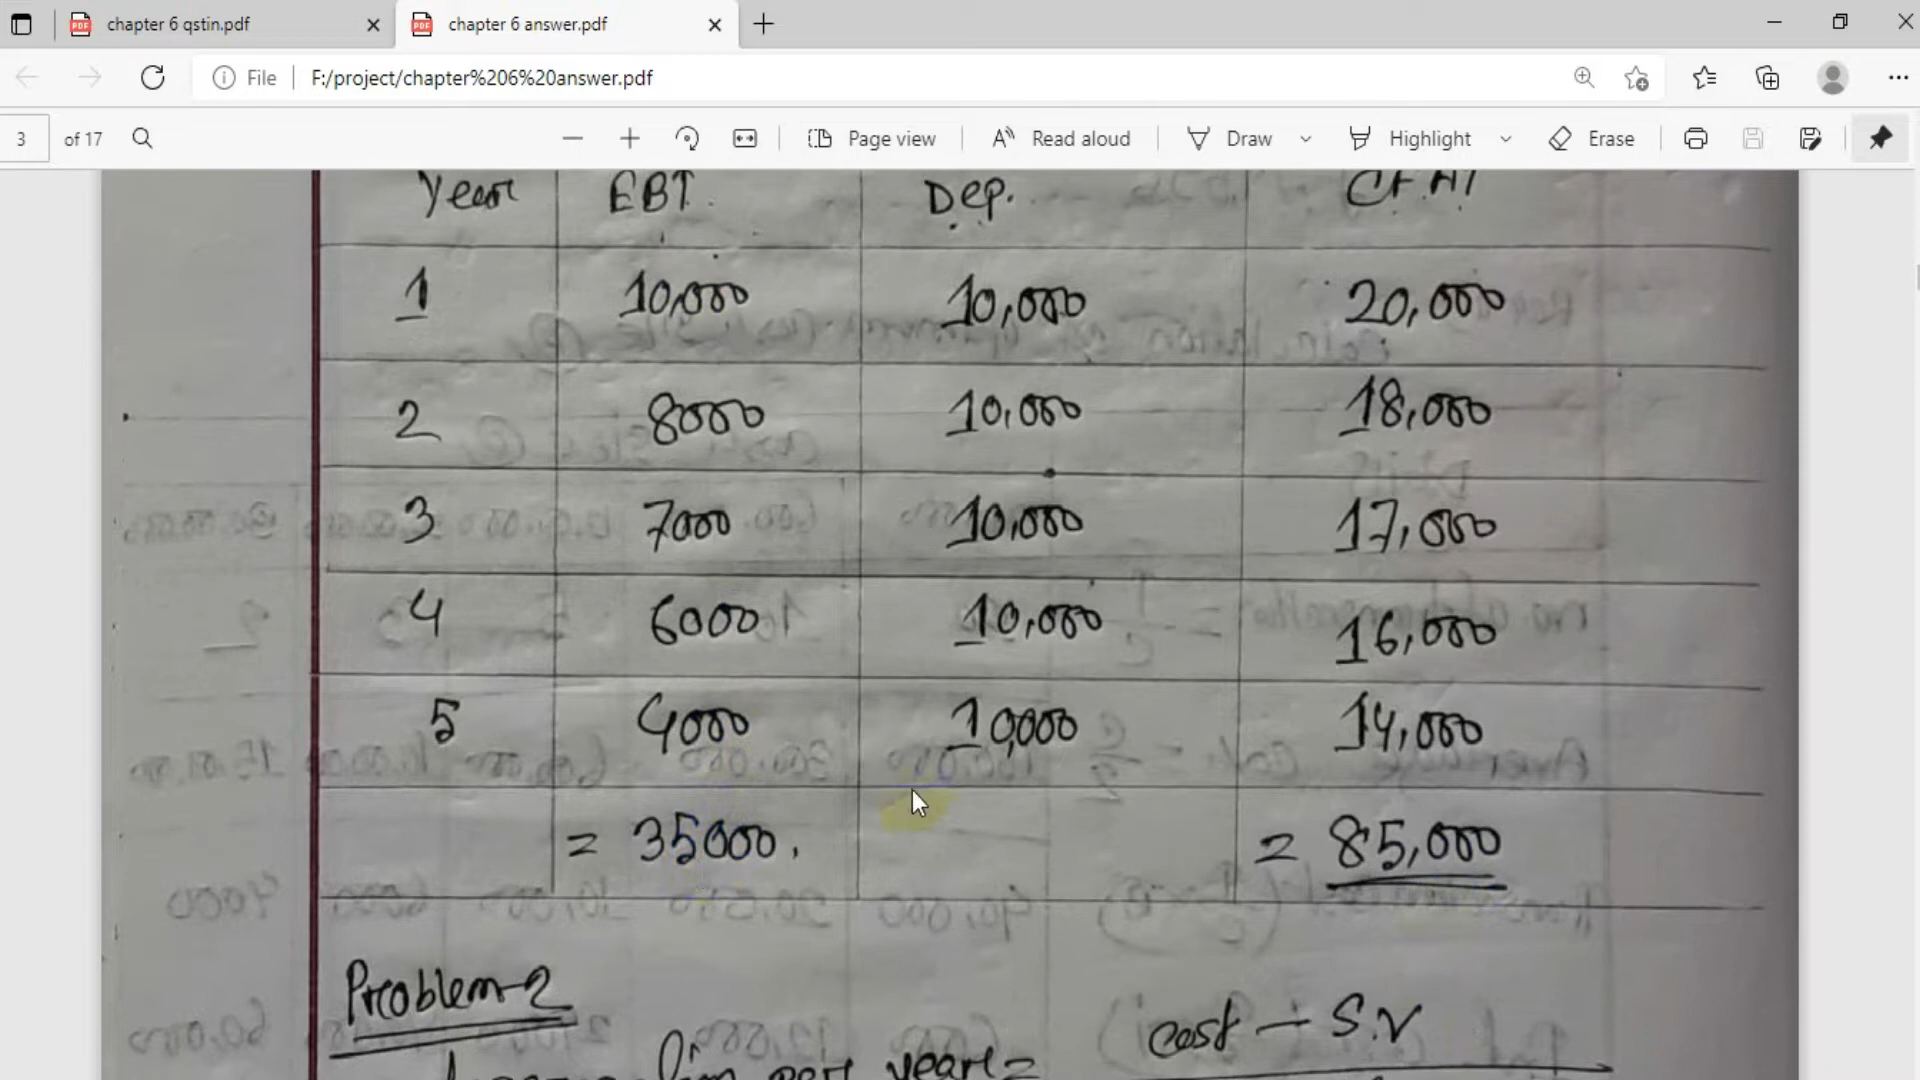 chapter 6 qstin.pdf
chapter 6 answer.pdf
File
F:/project/chapter%206%20answer.pdf
3 of 17
Page view
Read aloud
Draw
Highlight
Erase
Year EBT. Dep. CFAT
1 10,000 10,000 20,000
2 8000 10,000 18,000
3 7000 10,000 17,000
4 6000 10,000 16,000
5 4000 10,000 14,000
= 35000. = 85,000
Problem-2
cost - S.V
per year =